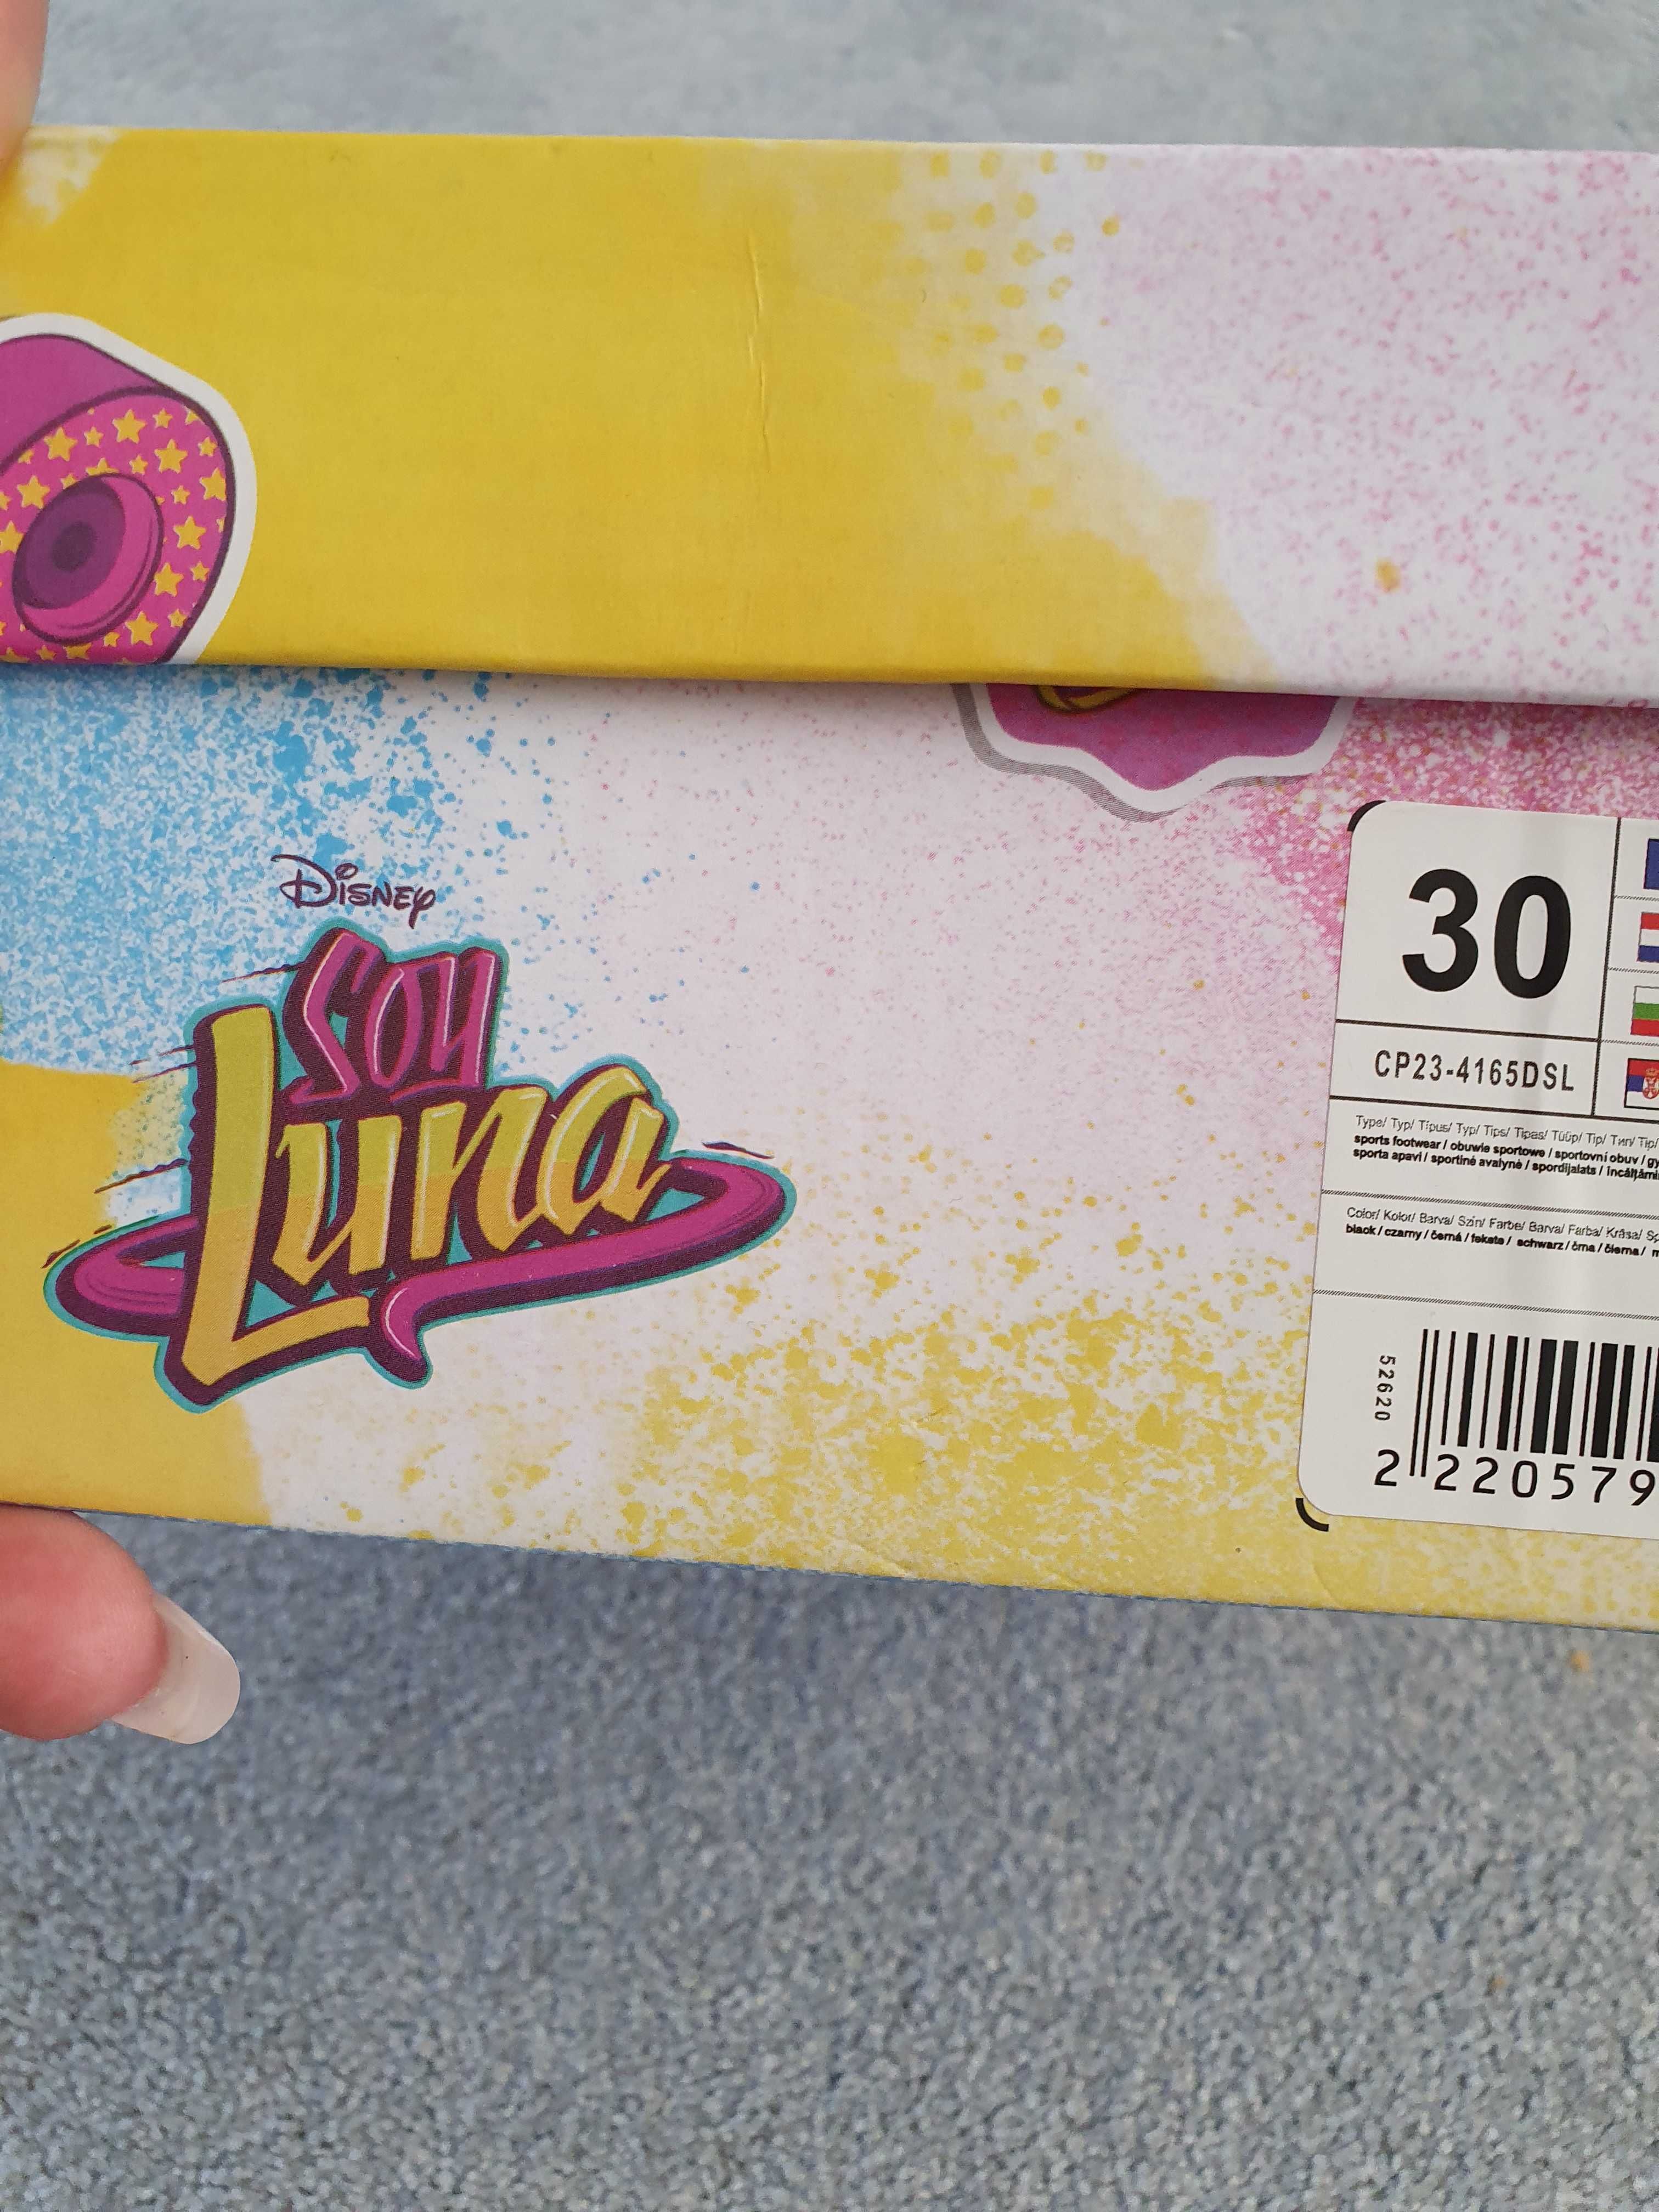 Disney
SOY
Luna
30
CP23-4165DSL
Type/ Typ/ Típus/ Typ/ Tips/ Tipas/ Tüüp/ Tip/ Тип/ Tip/
sports footwear / obuwie sportowe / sportovní obuv /
sporta apavi / sportinė avalynė / spordijalats /
Color/ Kolor/ Barva/ Szín/ Farbe/ Barva/ Farba/ Krāsa/
black / czarny / černá / fekete / schwarz / črna / čierna /
52620
2 220579